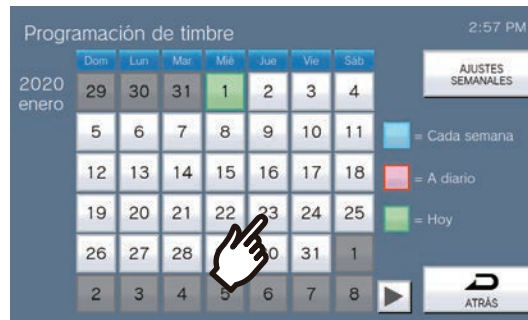 Programación de timbre
2:57 PM
Dom Lun Mar Mié Jue Vie Sáb
AJUSTES
SEMANALES
2020
enero
29 30 31 1 2 3 4
5 6 7 8 9 10 11
= Cada semana
12 13 14 15 16 17 18
= A diario
19 20 21 22 23 24 25
= Hoy
26 27 28 31 1
2 3 4 5 6 7 8
ATRÁS